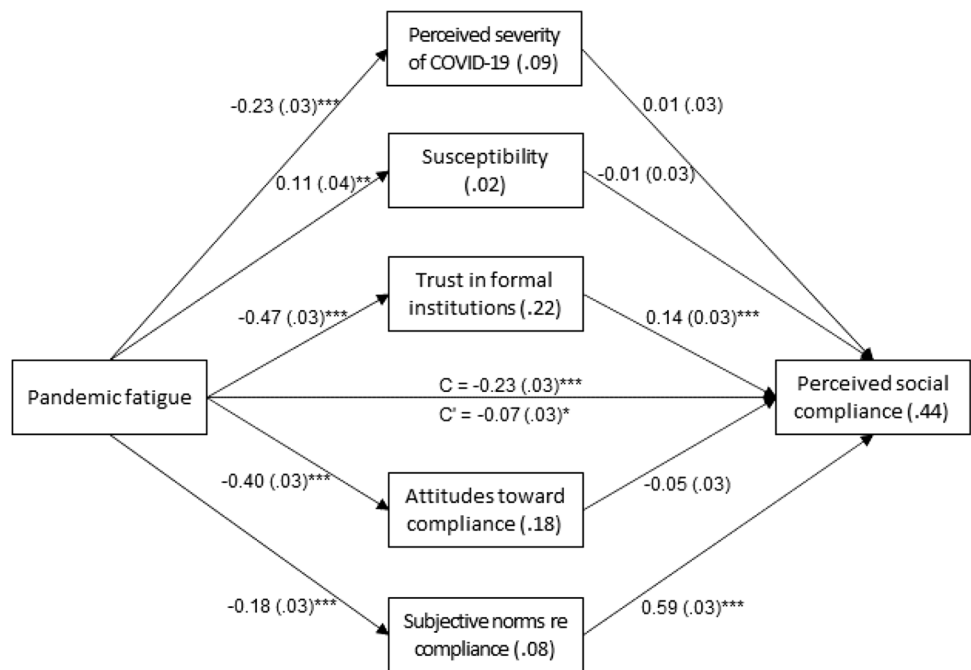 Perceived severity
of COVID-19 (.09)
-0.23 (.03)***
0.01 (.03)
Susceptibility
(.02)
0.11 (.04)**
-0.01 (0.03)
Trust in formal
institutions (.22)
-0.47 (.03)***
0.14 (0.03)***
Pandemic fatigue
C = -0.23 (.03)***
C' = -0.07 (.03)*
Perceived social
compliance (.44)
-0.40 (.03)***
Attitudes toward
compliance (.18)
-0.05 (.03)
-0.18 (.03)***
Subjective norms re
compliance (.08)
0.59 (.03)***